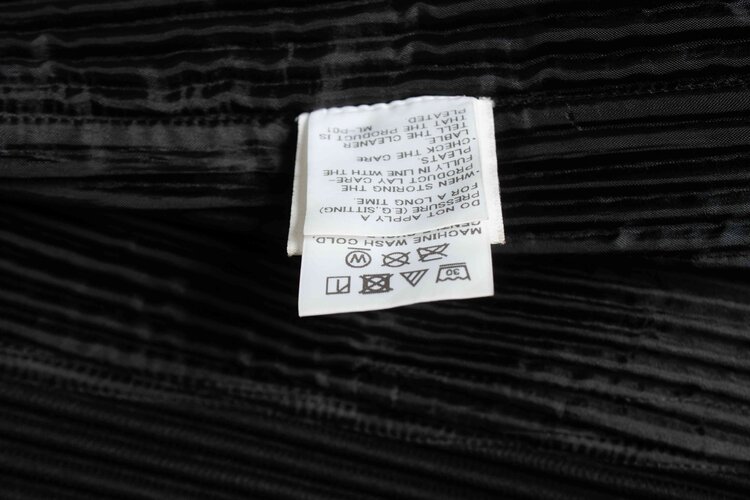 30
W
MACHINE WASH COLD,
DO NOT APPLY A
PRESSURE (E.G.SITTING)
FOR A LONG TIME.
·WHEN STORING THE
PRODUCT LAY CARE-
FULLY IN LINE WITH THE
PLEATS.
·CHECK THE CARE
LABLE
TELL THE CLEANER
THAT THE PRODUCT IS
PLEATED
ML-P01